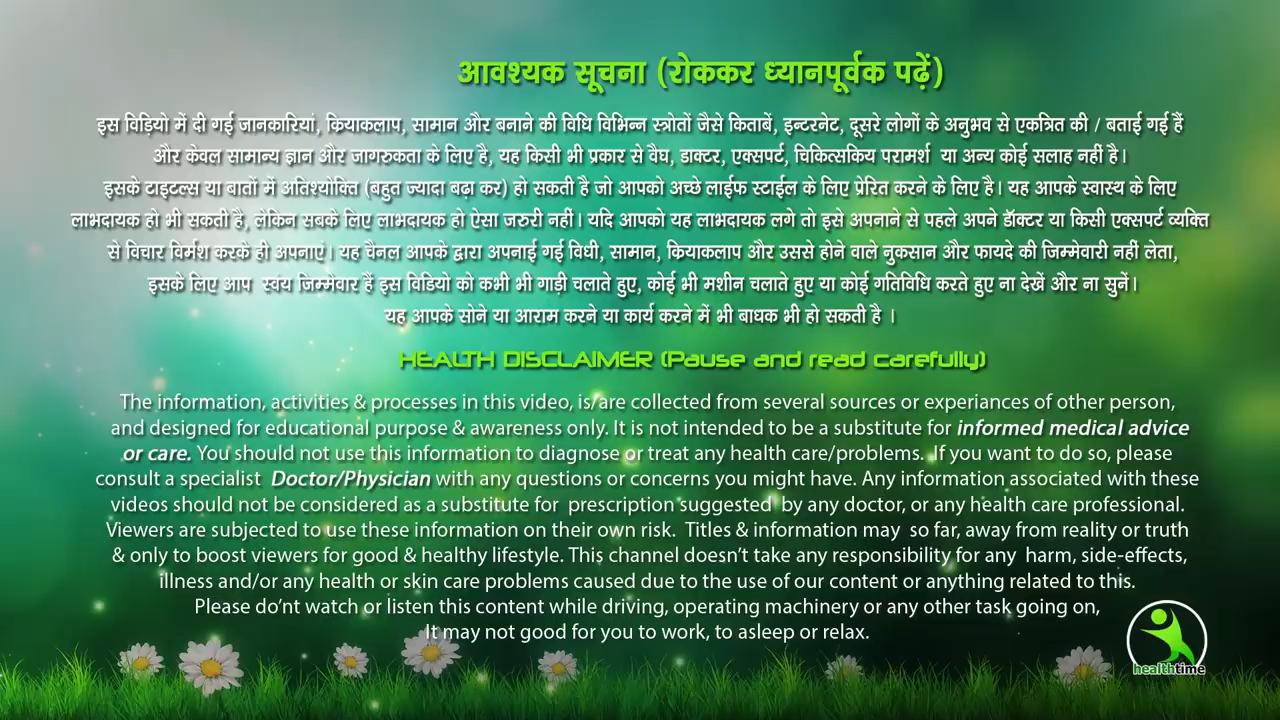 आवश्यक सूचना (रोककर ध्यानपूर्वक पढ़ें)
इस विड़ियो में दी गई जानकारियां, क्रियाकलाप, सामान और बनाने की विधि विभिन्न स्त्रोतों जैसे किताबें, इन्टरनेट, दूसरे लोगों के अनुभव से एकत्रित की / बताई गई हैं
और केवल सामान्य ज्ञान और जागरुकता के लिए है, यह किसी भी प्रकार से वैघ, डाक्टर, एक्सपर्ट, चिकित्सकिय परामर्श या अन्य कोई सलाह नहीं है।
इसके टाइटल्स या बातों में अतिश्योक्ति (बहुत ज्यादा बढ़ा कर) हो सकती है जो आपको अच्छे लाईफ स्टाईल के लिए प्रेरित करने के लिए है। यह आपके स्वास्थ के लिए
लाभदायक हो भी सकती है, लेकिन सबके लिए लाभदायक हो ऐसा जरुरी नहीं। यदि आपको यह लाभदायक लगे तो इसे अपनाने से पहले अपने डॉक्टर या किसी एक्सपर्ट व्यक्ति
से विचार विर्मश करके ही अपनाएं। यह चैनल आपके द्वारा अपनाई गई विधी, सामान, क्रियाकलाप और उससे होने वाले नुकसान और फायदे की जिम्मेवारी नहीं लेता,
इसके लिए आप स्वंय जिम्मेवार हैं इस विडियो को कभी भी गाड़ी चलाते हुए, कोई भी मशीन चलाते हुए या कोई गतिविधि करते हुए ना देखें और ना सुनें।
यह आपके सोने या आराम करने या कार्य करने में भी बाधक भी हो सकती है ।
HEALTH DISCLAIMER (Pause and read carefully)
The information, activities & processes in this video, is/are collected from several sources or experiances of other person,
and designed for educational purpose & awareness only. It is not intended to be a substitute for informed medical advice
or care. You should not use this information to diagnose or treat any health care/problems. If you want to do so, please
consult a specialist Doctor/Physician with any questions or concerns you might have. Any information associated with these
videos should not be considered as a substitute for prescription suggested by any doctor, or any health care professional.
Viewers are subjected to use these information on their own risk. Titles & information may so far, away from reality or truth
& only to boost viewers for good & healthy lifestyle. This channel doesn't take any responsibility for any harm, side-effects,
illness and/or any health or skin care problems caused due to the use of our content or anything related to this.
Please do'nt watch or listen this content while driving, operating machinery or any other task going on,
It may not good for you to work, to asleep or relax.
healthtime